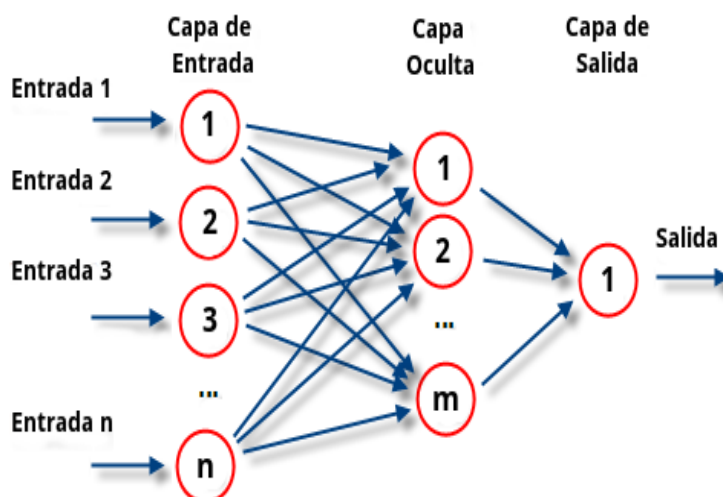 Capa de
Entrada
Capa
Oculta
Capa de
Salida
Entrada 1
1
Entrada 2
2
Entrada 3
3
...
Entrada n
n
1
2
...
m
1
Salida